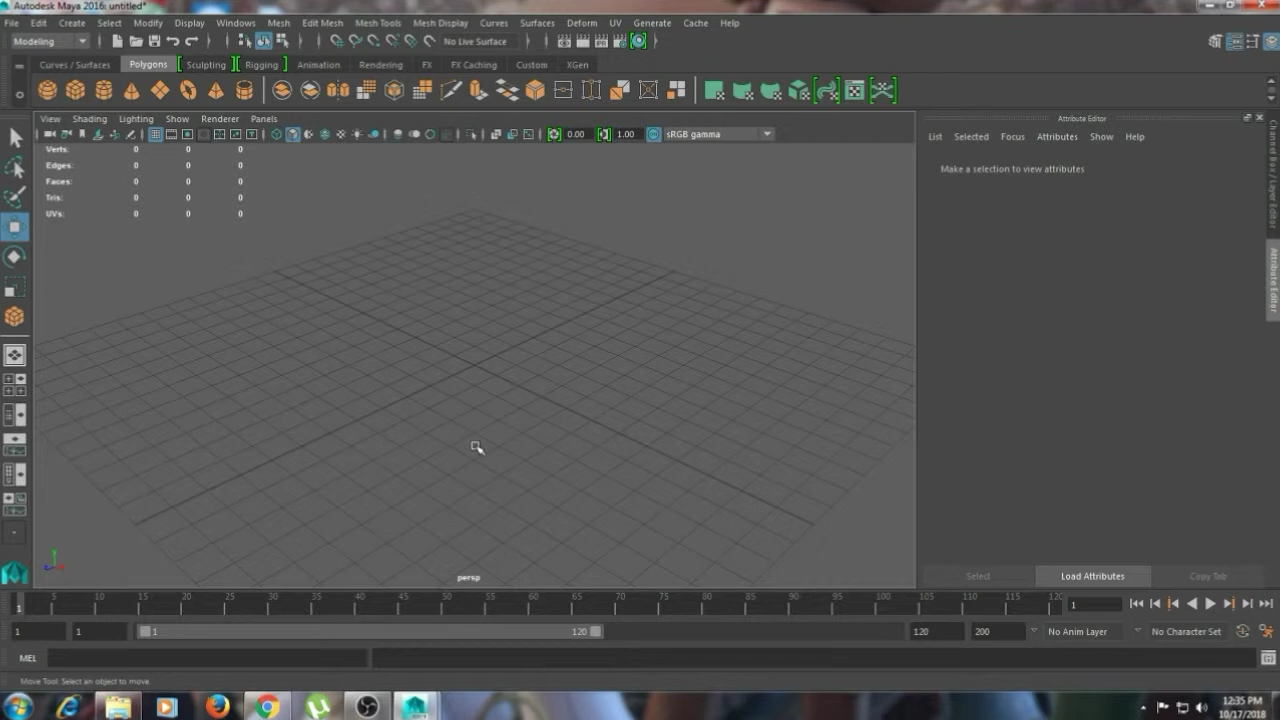 Autodesk Maya 2016: untitled*
File Edit Create Select Modify Display Windows Mesh Edit Mesh Mesh Tools Mesh Display Curves Surfaces Deform UV Generate Cache Help
Modeling No Live Surface
Curves / Surfaces Polygons Sculpting Rigging Animation Rendering FX FX Caching Custom XGen
View Shading Lighting Show Renderer Panels
0.00 1.00 sRGB gamma
Verts: 0 0 0
Edges: 0 0 0
Faces: 0 0 0
Tris: 0 0 0
UVs: 0 0 0
persp
Attribute Editor
List Selected Focus Attributes Show Help
Make a selection to view attributes
Channel Box / Layer Editor
Attribute Editor
Select Load Attributes Copy Tab
1 5 10 15 20 25 30 35 40 45 50 55 60 65 70 75 80 85 90 95 100 105 110 115 120 1
1 1 1 120 120 200 No Anim Layer No Character Set
MEL
Move Tool: Select an object to move.
12:35 PM
10/17/2018